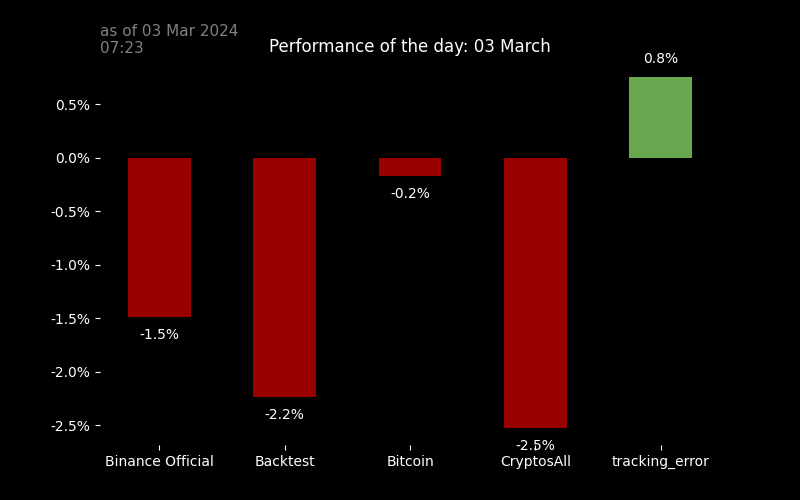 as of 03 Mar 2024
07:23
Performance of the day: 03 March
0.8%
0.5%
0.0%
-0.5%
-1.0%
-1.5%
-2.0%
-2.5%
-1.5%
-2.2%
-0.2%
-2.5%
Binance Official
Backtest
Bitcoin
CryptosAll
tracking_error